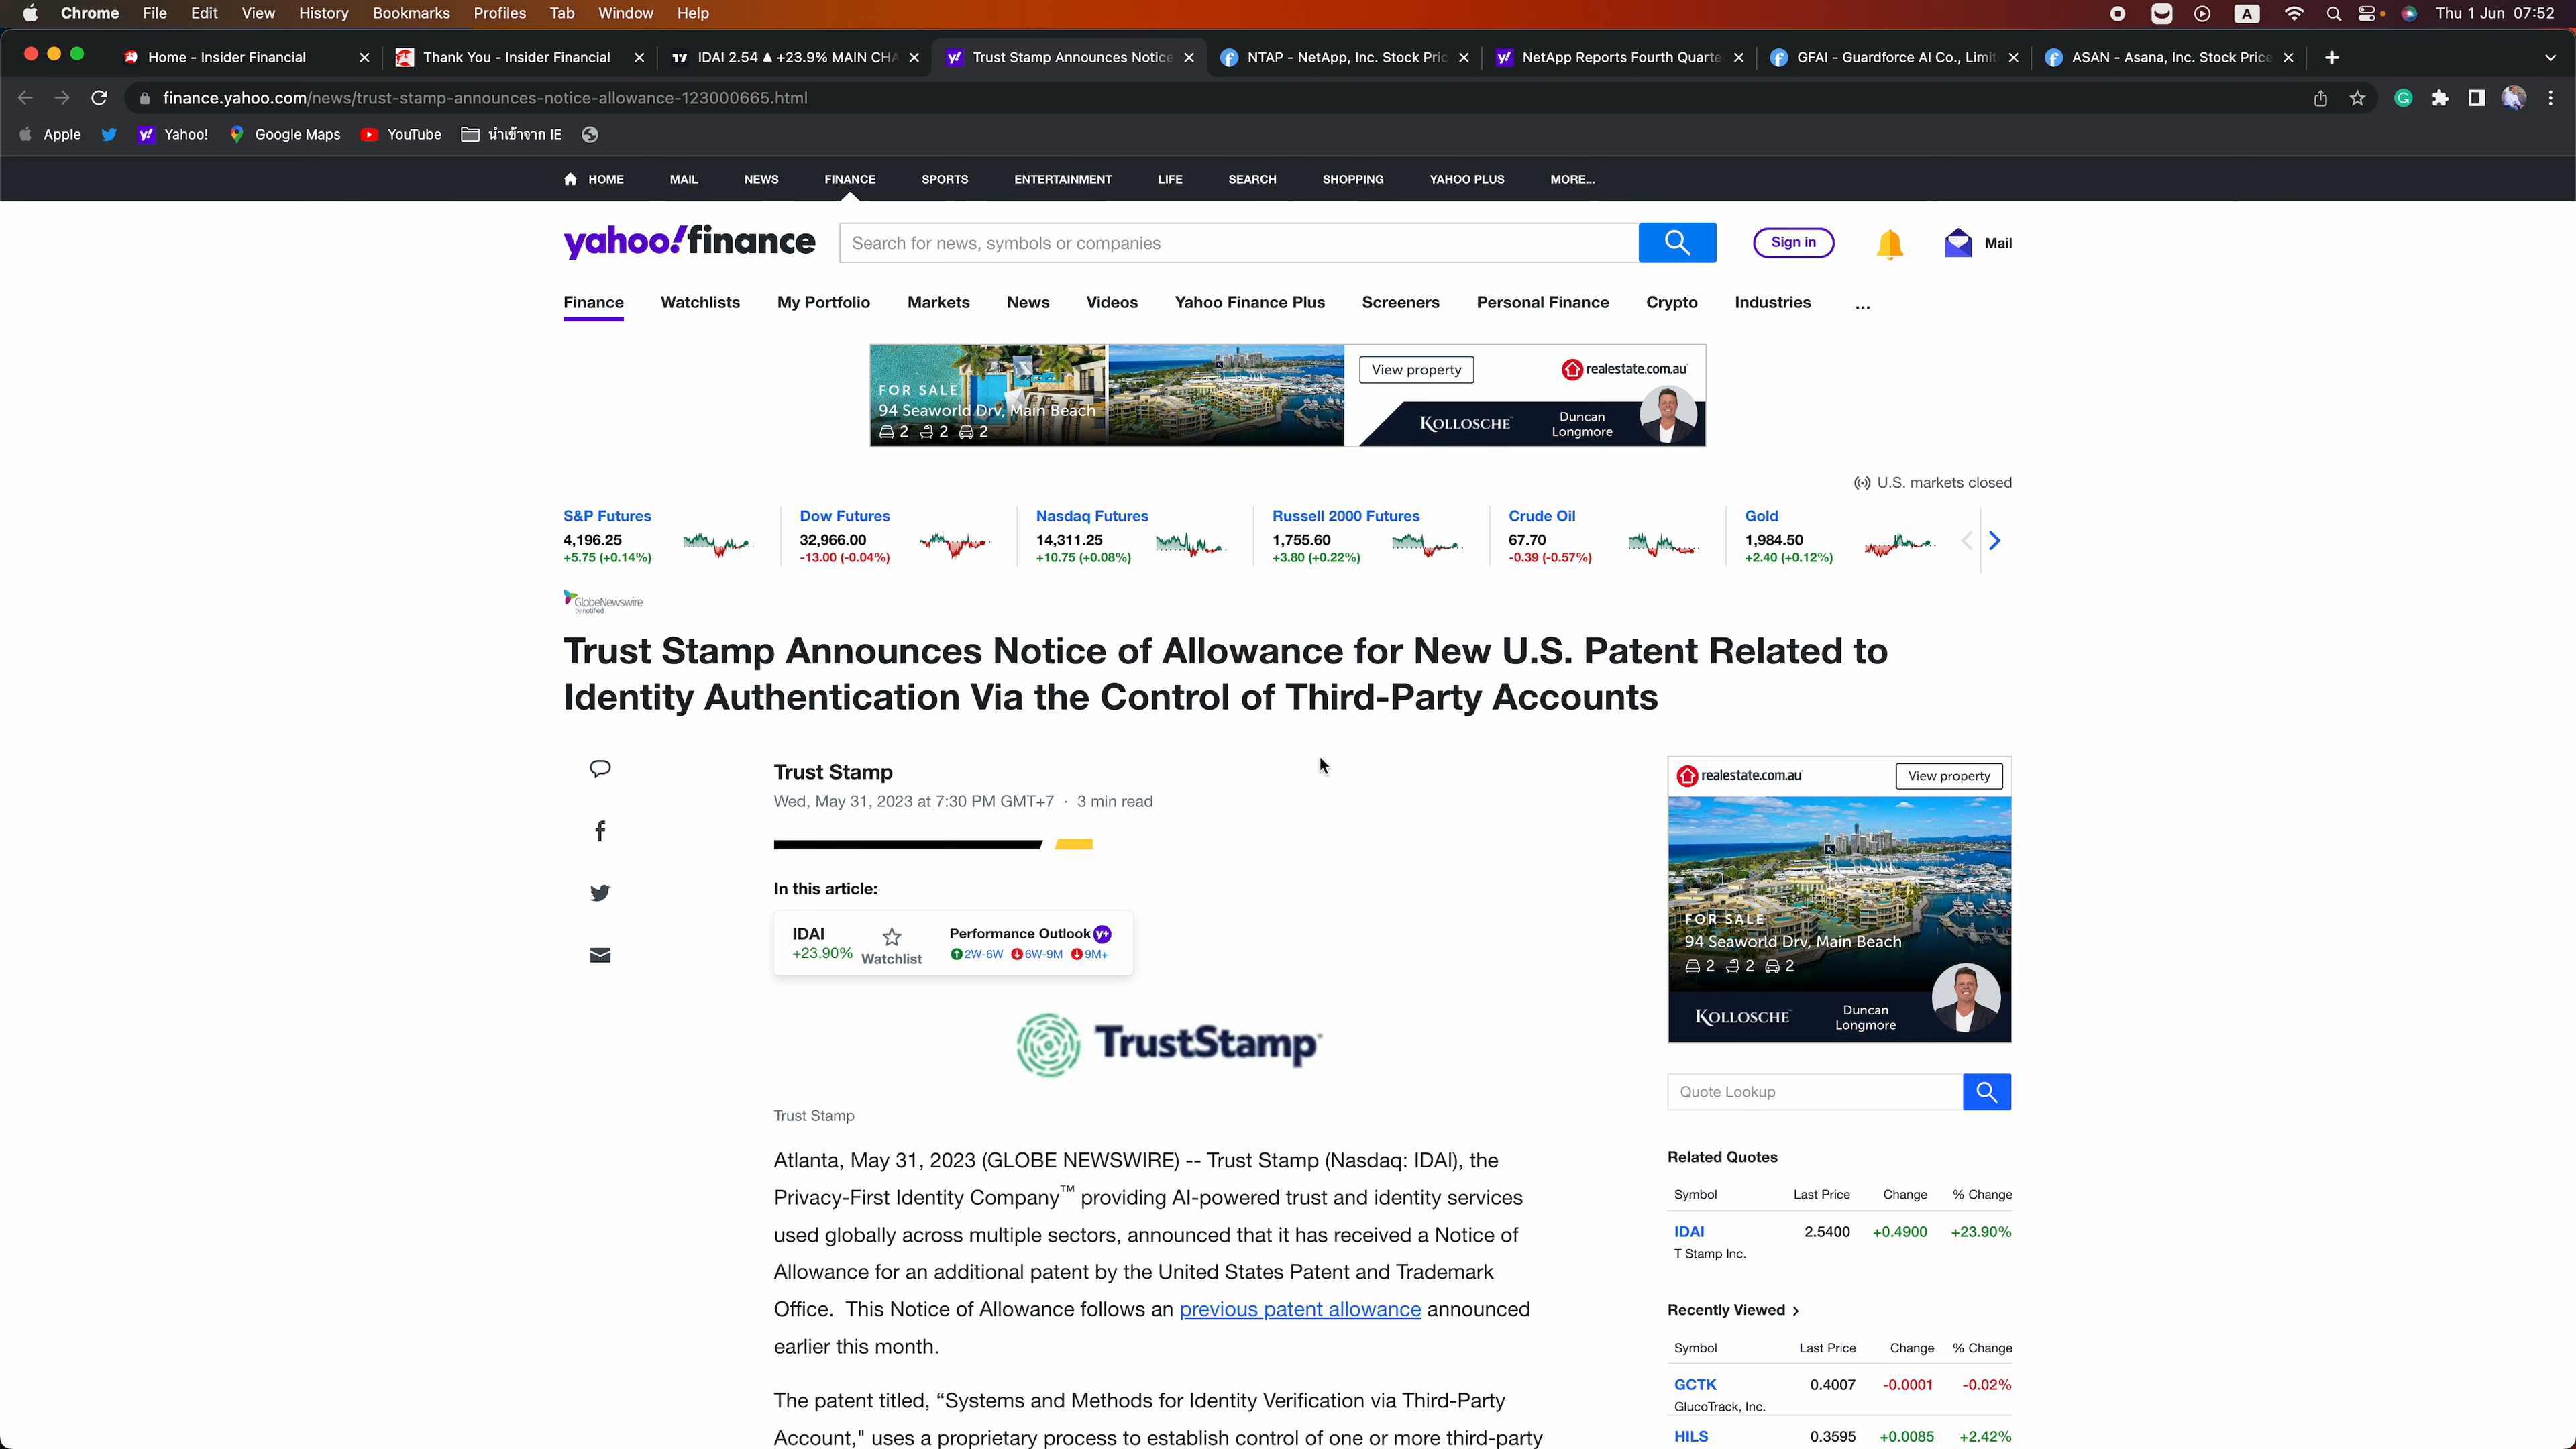 Chrome File Edit View History Bookmarks Profiles Tab Window Help
A Thu 1 Jun 07:52
Home - Insider Financial
Thank You - Insider Financial
IDAI 2.54 ▲ +23.9% MAIN CHA
Trust Stamp Announces Notice
NTAP - NetApp, Inc. Stock Pric
NetApp Reports Fourth Quarte
GFAI - Guardforce AI Co., Limit
ASAN - Asana, Inc. Stock Price
finance.yahoo.com/news/trust-stamp-announces-notice-allowance-123000665.html
Apple Yahoo! Google Maps YouTube นำเข้าจาก IE
HOME MAIL NEWS FINANCE SPORTS ENTERTAINMENT LIFE SEARCH SHOPPING YAHOO PLUS MORE...
yahoo!finance
Search for news, symbols or companies
Sign in
Mail
Finance Watchlists My Portfolio Markets News Videos Yahoo Finance Plus Screeners Personal Finance Crypto Industries ...
FOR SALE
94 Seaworld Drv, Main Beach
2 2 2
View property
realestate.com.au
KOLLOSCHE
Duncan
Longmore
U.S. markets closed
S&P Futures
4,196.25
+5.75 (+0.14%)
Dow Futures
32,966.00
-13.00 (-0.04%)
Nasdaq Futures
14,311.25
+10.75 (+0.08%)
Russell 2000 Futures
1,755.60
+3.80 (+0.22%)
Crude Oil
67.70
-0.39 (-0.57%)
Gold
1,984.50
+2.40 (+0.12%)
GlobeNewswire
by notified
Trust Stamp Announces Notice of Allowance for New U.S. Patent Related to
Identity Authentication Via the Control of Third-Party Accounts
Trust Stamp
Wed, May 31, 2023 at 7:30 PM GMT+7 · 3 min read
In this article:
IDAI
+23.90%
Watchlist
Performance Outlook
2W-6W 6W-9M 9M+
TrustStamp
Trust Stamp
Atlanta, May 31, 2023 (GLOBE NEWSWIRE) -- Trust Stamp (Nasdaq: IDAI), the
Privacy-First Identity Company™ providing AI-powered trust and identity services
used globally across multiple sectors, announced that it has received a Notice of
Allowance for an additional patent by the United States Patent and Trademark
Office.  This Notice of Allowance follows an previous patent allowance announced
earlier this month.
The patent titled, “Systems and Methods for Identity Verification via Third-Party
Account," uses a proprietary process to establish control of one or more third-party
realestate.com.au
View property
FOR SALE
94 Seaworld Drv, Main Beach
2 2 2
KOLLOSCHE
Duncan
Longmore
Quote Lookup
Related Quotes
Symbol Last Price Change % Change
IDAI 2.5400 +0.4900 +23.90%
T Stamp Inc.
Recently Viewed
Symbol Last Price Change % Change
GCTK 0.4007 -0.0001 -0.02%
GlucoTrack, Inc.
HILS 0.3595 +0.0085 +2.42%